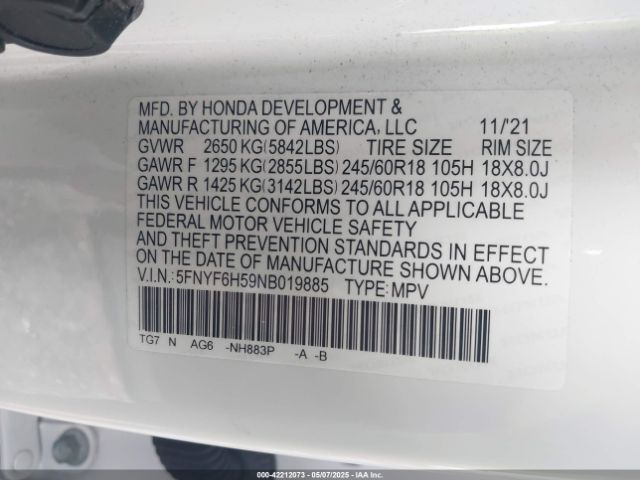 MFD. BY HONDA DEVELOPMENT &
MANUFACTURING OF AMERICA, LLC 11/'21
GVWR 2650 KG(5842LBS) TIRE SIZE RIM SIZE
GAWR F 1295 KG(2855LBS) 245/60R18 105H 18X8.0J
GAWR R 1425 KG(3142LBS) 245/60R18 105H 18X8.0J
THIS VEHICLE CONFORMS TO ALL APPLICABLE
FEDERAL MOTOR VEHICLE SAFETY
AND THEFT PREVENTION STANDARDS IN EFFECT
ON THE DATE OF MANUFACTURE SHOWN ABOVE.
V.I.N.: 5FNYF6H59NB019885 TYPE: MPV
TG7 N AG6 -NH883P -A -B
IMAGE: 000-42212073 — 05/07/2025 — IAA Inc.